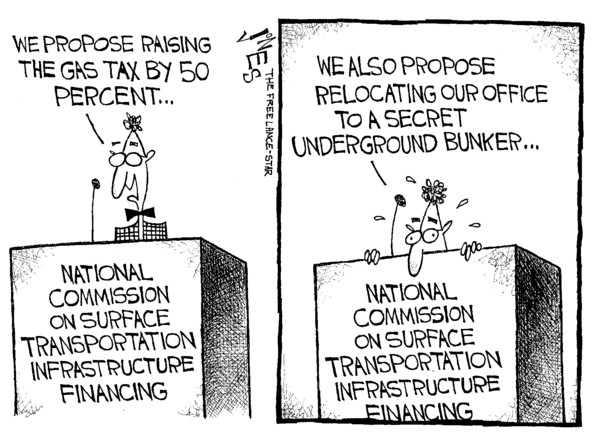 WE PROPOSE RAISING
THE GAS TAX BY 50
PERCENT...
NATIONAL
COMMISSION
ON SURFACE
TRANSPORTATION
INFRASTRUCTURE
FINANCING
JONES
THE FREE LANCE-STAR
WE ALSO PROPOSE
RELOCATING OUR OFFICE
TO A SECRET
UNDERGROUND BUNKER...
NATIONAL
COMMISSION
ON SURFACE
TRANSPORTATION
INFRASTRUCTURE
FINANCING